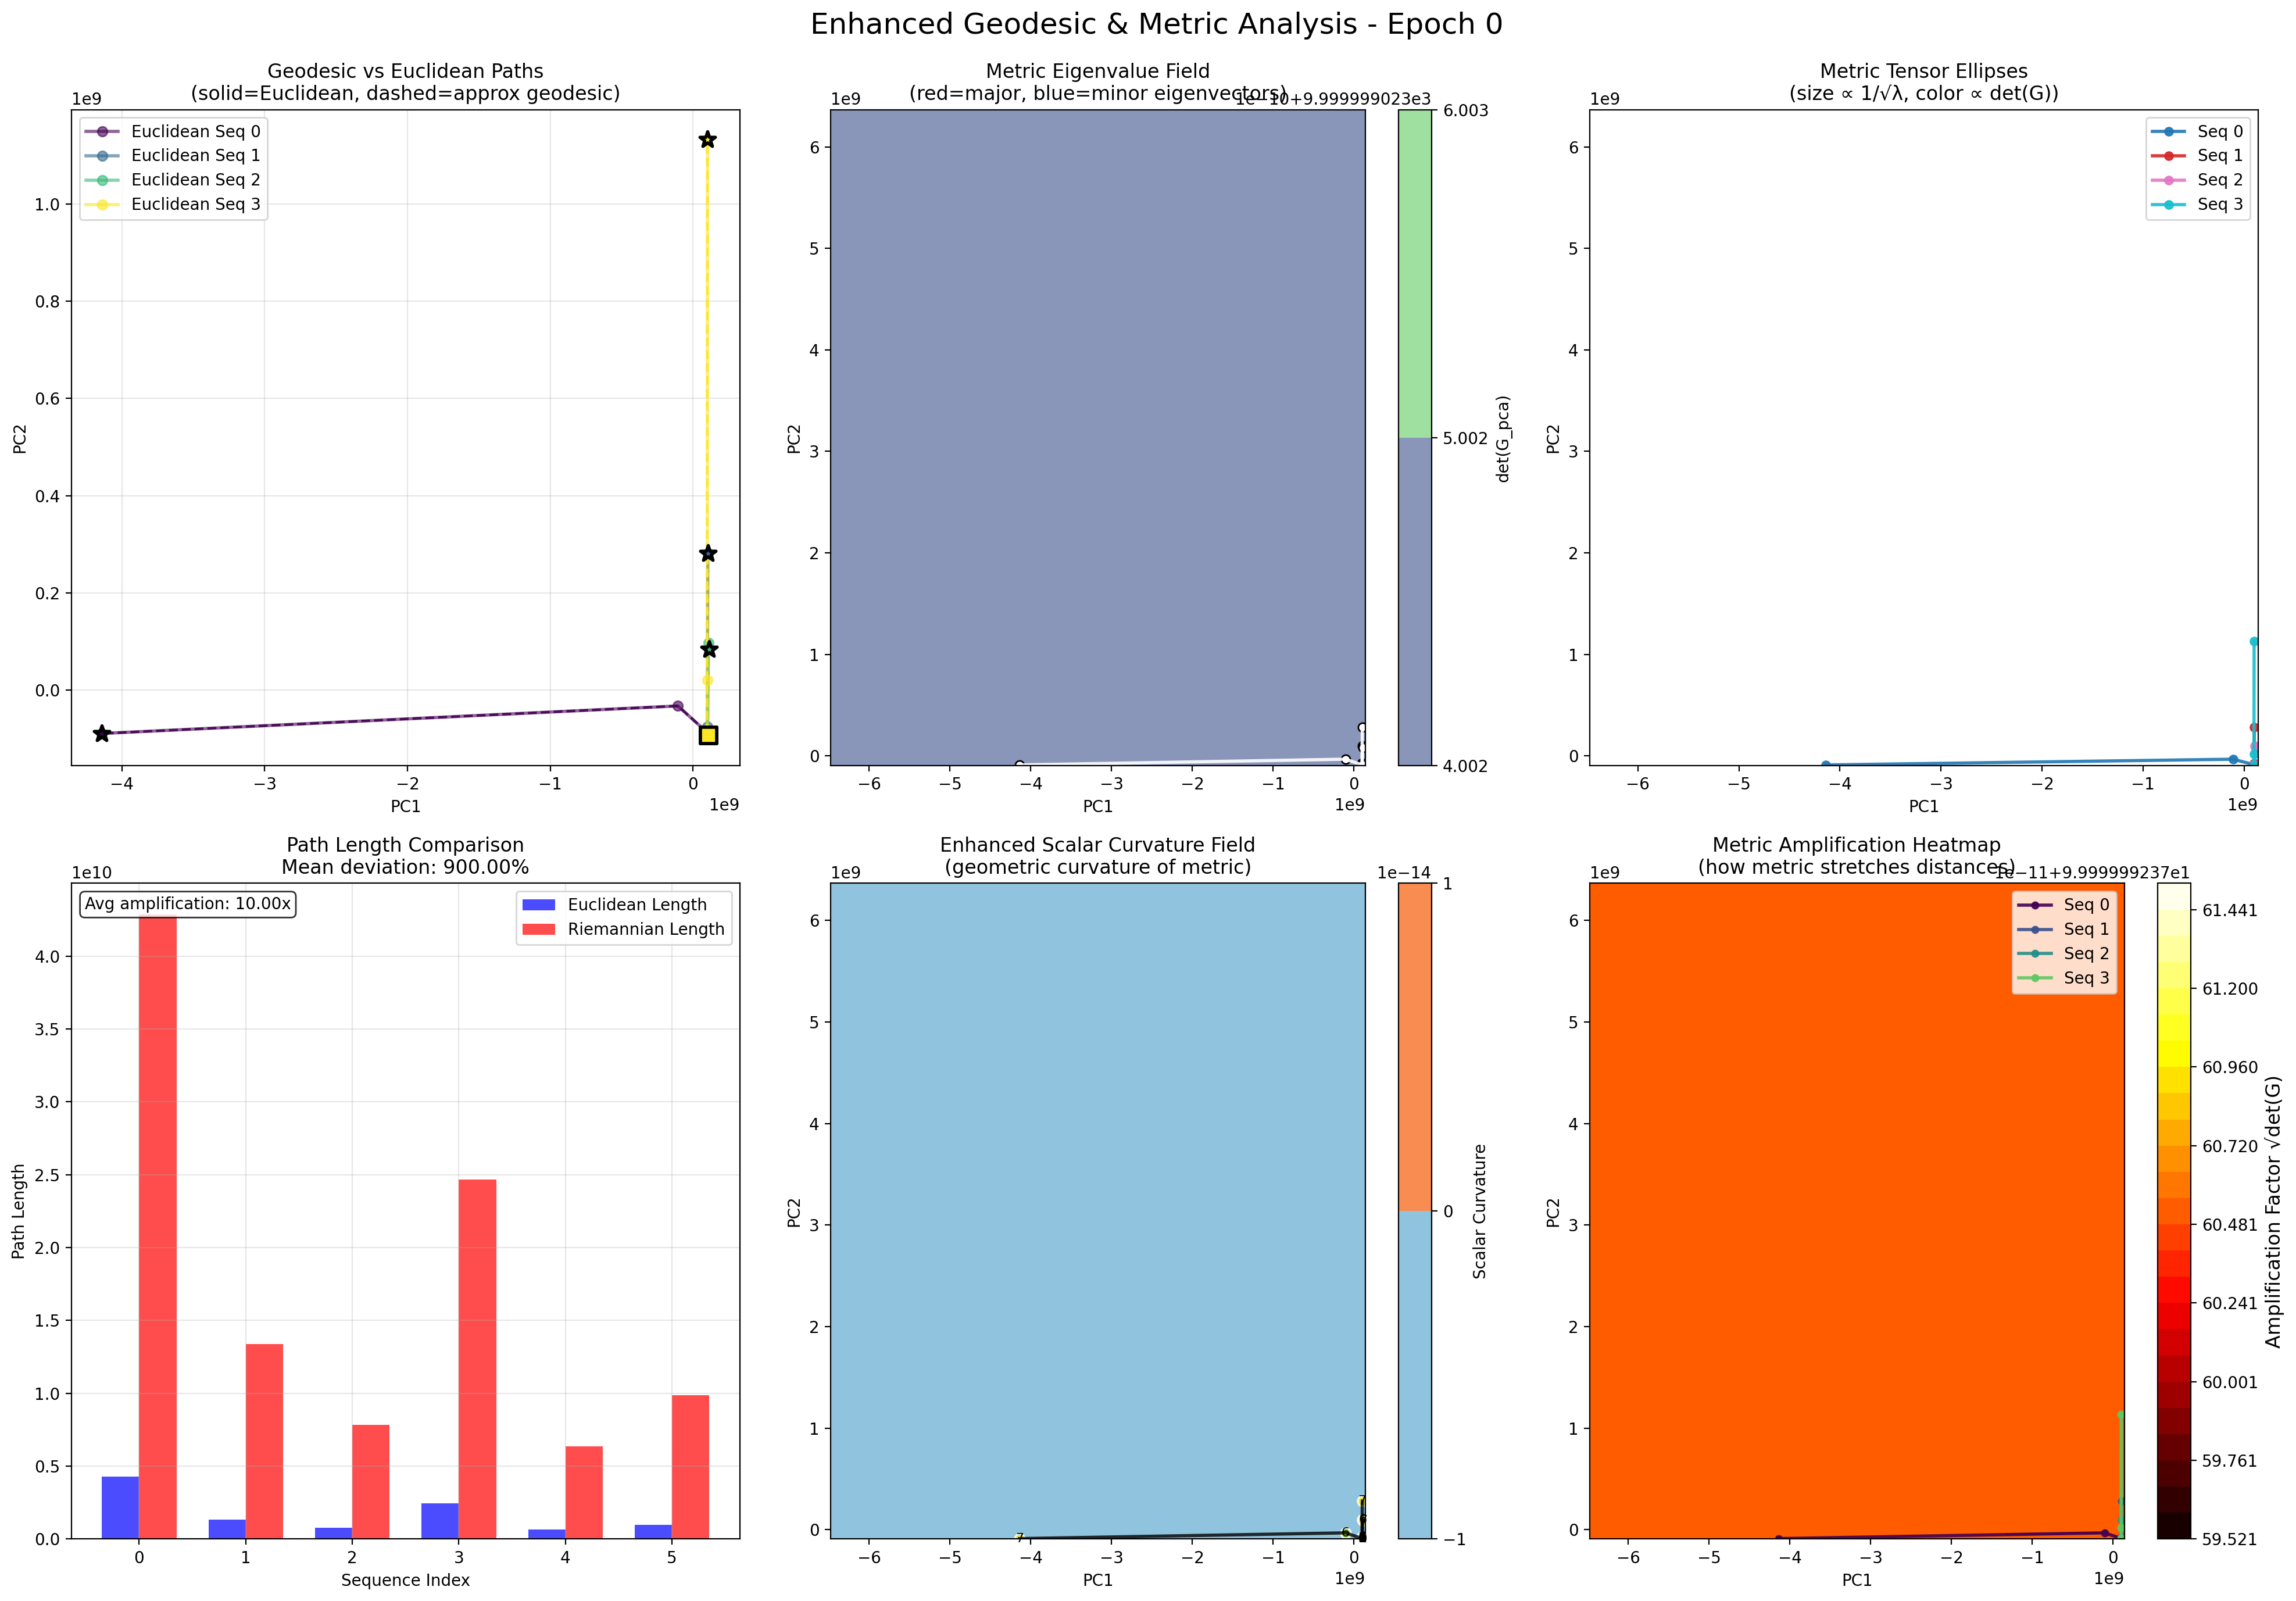 Enhanced Geodesic & Metric Analysis - Epoch 0
Geodesic vs Euclidean Paths
(solid=Euclidean, dashed=approx geodesic)
1e9
Euclidean Seq 0
Euclidean Seq 1
Euclidean Seq 2
Euclidean Seq 3
1.0
0.8
0.6
0.4
0.2
0.0
PC2
−4
−3
−2
−1
0
PC1
1e9
Metric Eigenvalue Field
(red=major, blue=minor eigenvectors)
1e9
1e−10+9.999999023e3
6
5
4
3
2
1
0
PC2
−6
−5
−4
−3
−2
−1
0
PC1
1e9
6.003
5.002
4.002
det(G_pca)
Metric Tensor Ellipses
(size ∝ 1/√λ, color ∝ det(G))
1e9
Seq 0
Seq 1
Seq 2
Seq 3
6
5
4
3
2
1
0
PC2
−6
−5
−4
−3
−2
−1
0
PC1
1e9
Path Length Comparison
Mean deviation: 900.00%
1e10
Avg amplification: 10.00x
Euclidean Length
Riemannian Length
4.0
3.5
3.0
2.5
2.0
1.5
1.0
0.5
0.0
Path Length
0
1
2
3
4
5
Sequence Index
Enhanced Scalar Curvature Field
(geometric curvature of metric)
1e9
1e−14
6
5
4
3
2
1
0
PC2
7
6
7
6
−6
−5
−4
−3
−2
−1
0
PC1
1e9
1
0
−1
Scalar Curvature
Metric Amplification Heatmap
(how metric stretches distances)
1e9
1e−11+9.999999237e1
Seq 0
Seq 1
Seq 2
Seq 3
6
5
4
3
2
1
0
PC2
−6
−5
−4
−3
−2
−1
0
PC1
1e9
61.441
61.200
60.960
60.720
60.481
60.241
60.001
59.761
59.521
Amplification Factor √det(G)